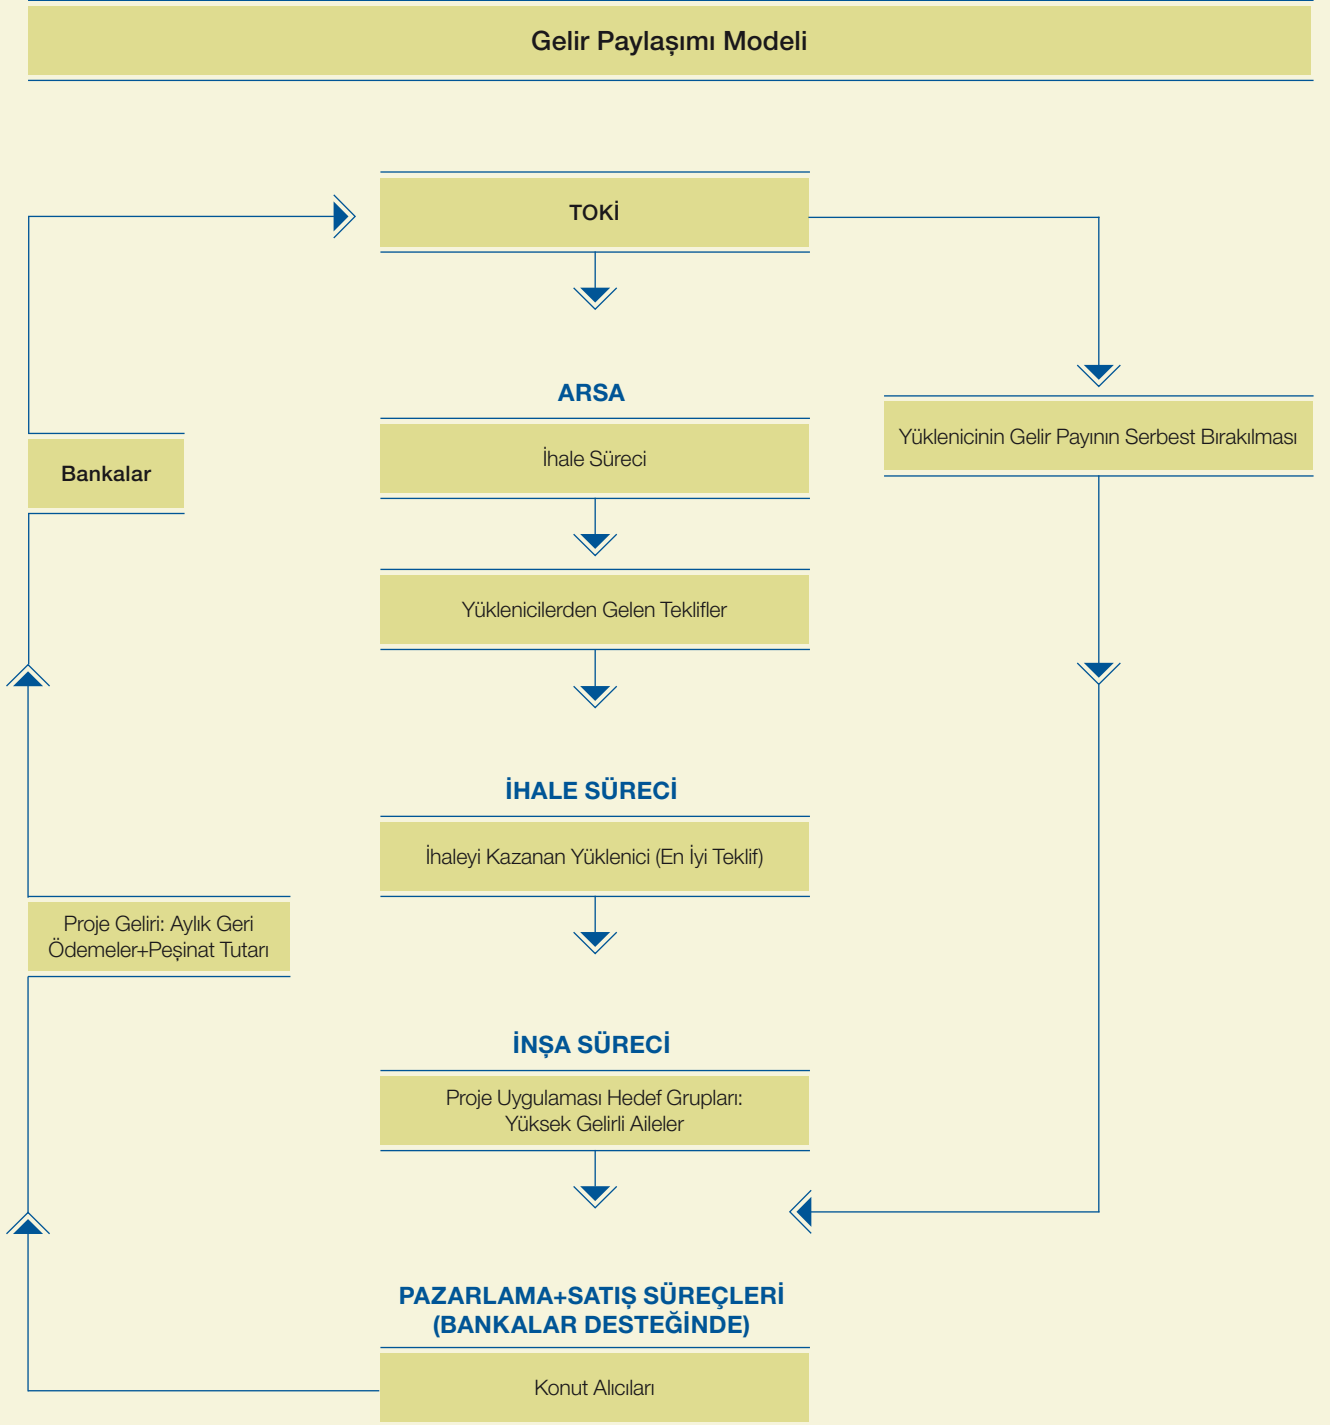 Gelir Paylaşımı Modeli
TOKİ
ARSA
İhale Süreci
Yüklenicinin Gelir Payının Serbest Bırakılması
Bankalar
Yüklenicilerden Gelen Teklifler
İHALE SÜRECİ
İhaleyi Kazanan Yüklenici (En İyi Teklif)
Proje Geliri: Aylık Geri
Ödemeler+Peşinat Tutarı
İNŞA SÜRECİ
Proje Uygulaması Hedef Grupları:
Yüksek Gelirli Aileler
PAZARLAMA+SATIŞ SÜREÇLERİ
(BANKALAR DESTEĞİNDE)
Konut Alıcıları